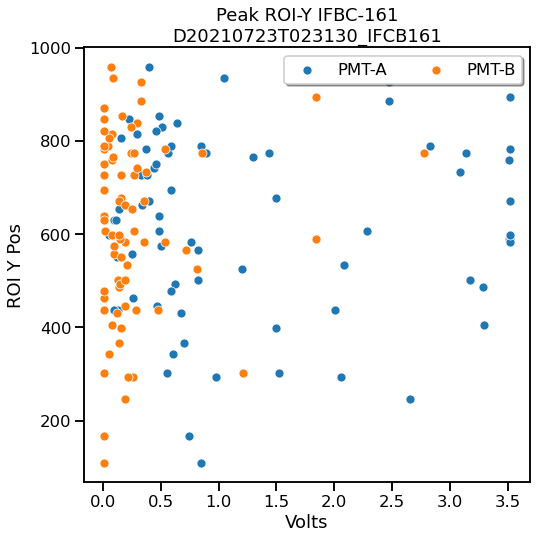 Peak ROI-Y IFBC-161
D20210723T023130_IFCB161
PMT-A PMT-B
ROI Y Pos
1000
800
600
400
200
0.0 0.5 1.0 1.5 2.0 2.5 3.0 3.5
Volts